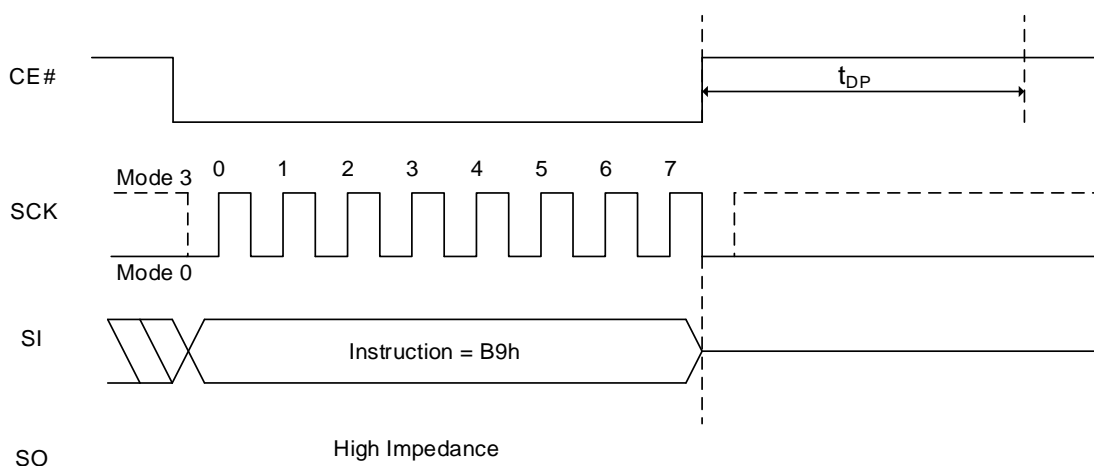 CE#
tDP
0 1 2 3 4 5 6 7
Mode 3
SCK
Mode 0
SI
Instruction = B9h
High Impedance
SO